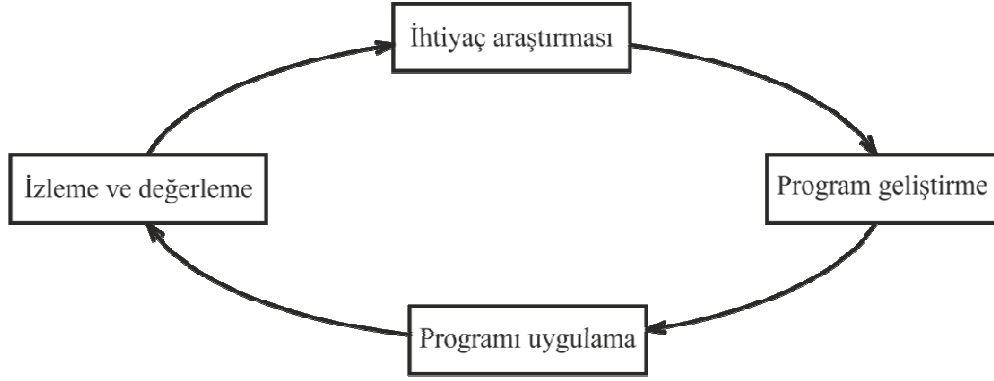 İhtiyaç araştırması
İzleme ve değerleme
Program geliştirme
Programı uygulama